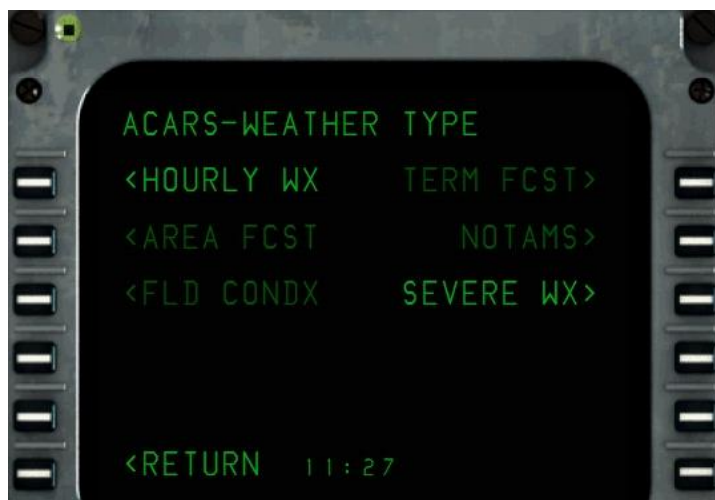 ACARS-WEATHER TYPE
<HOURLY WX TERM FCST>
<AREA FCST NOTAMS>
<FLD CONDX SEVERE WX>
<RETURN 11:27